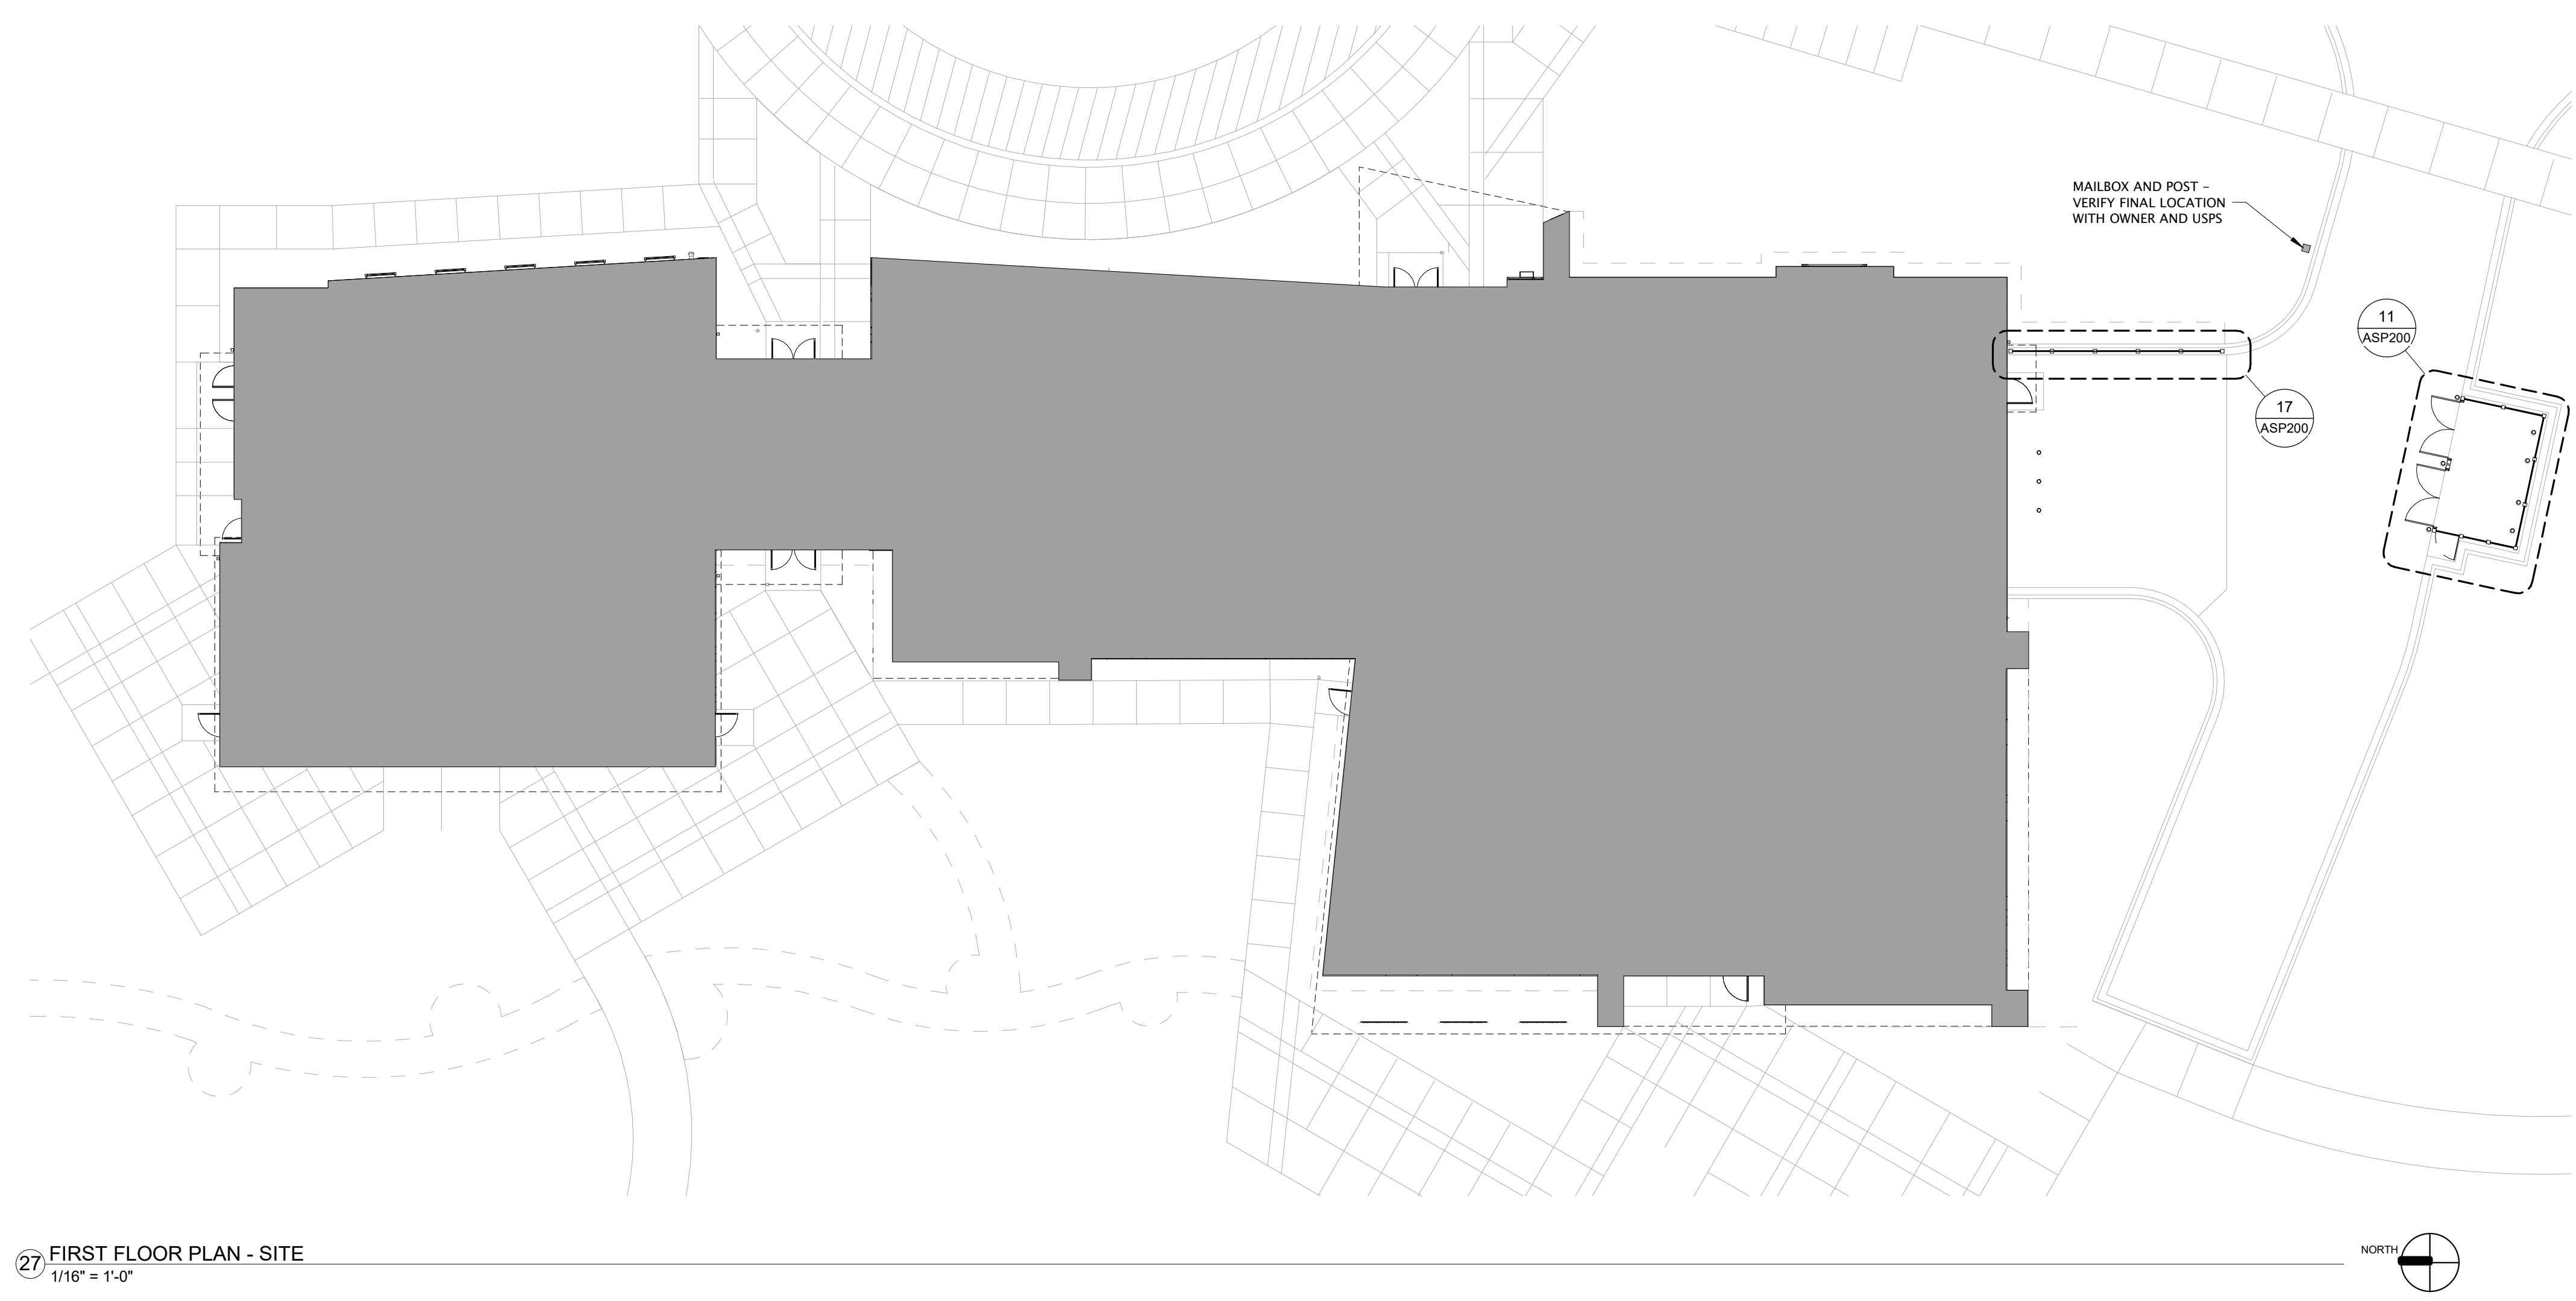 MAILBOX AND POST –
VERIFY FINAL LOCATION
WITH OWNER AND USPS
11
ASP200
17
ASP200
27
FIRST FLOOR PLAN - SITE
1/16" = 1'-0"
NORTH